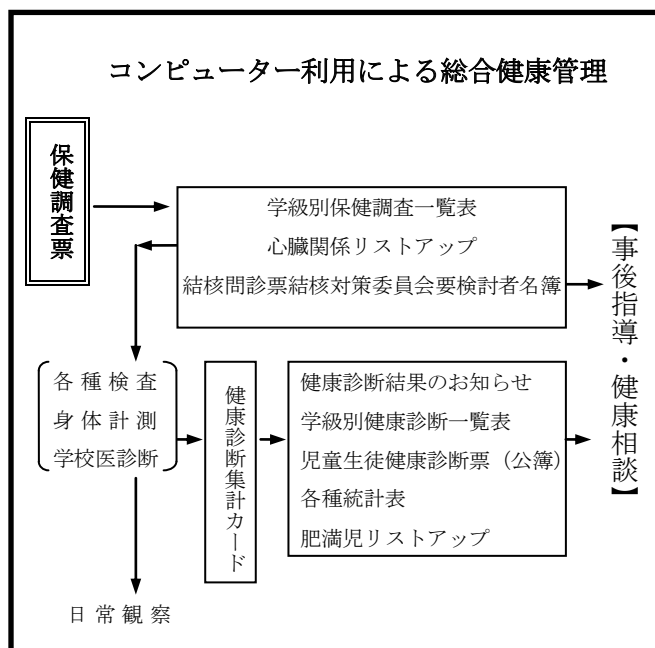 コンピューター利用による総合健康管理
保健調査票
学級別保健調査一覧表
心臓関係リストアップ
結核問診票結核対策委員会要検討者名簿
【事後指導・健康相談】
各種検査
身体計測
学校医診断
健康診断集計カード
健康診断結果のお知らせ
学級別健康診断一覧表
児童生徒健康診断票（公簿）
各種統計表
肥満児リストアップ
日常観察